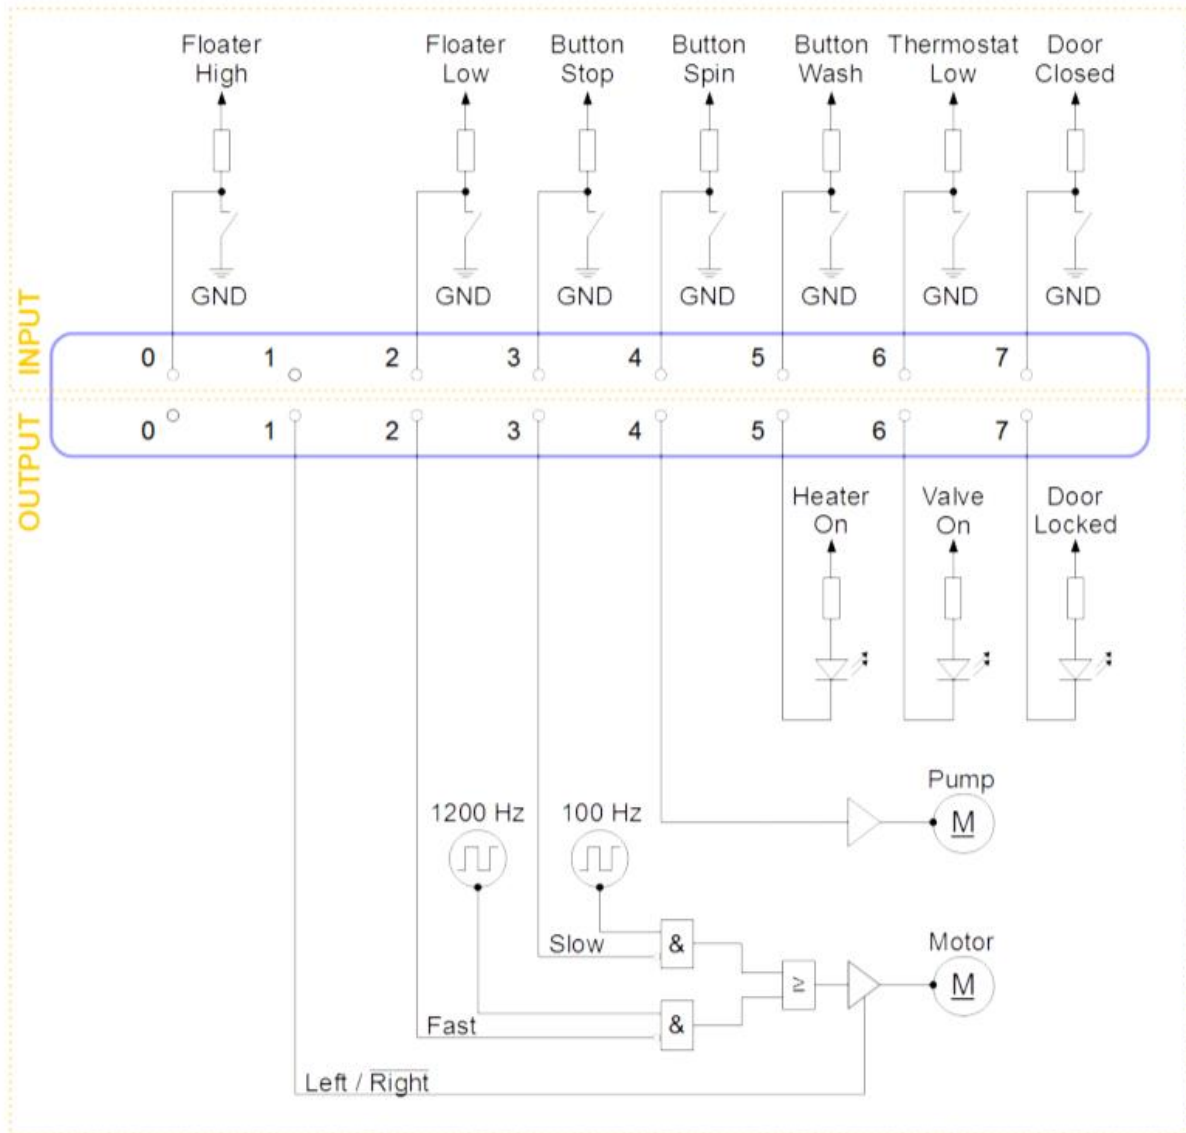 Floater
High
Floater
Low
Button
Stop
Button
Spin
Button
Wash
Thermostat
Low
Door
Closed
GND
GND
GND
GND
GND
GND
GND
INPUT
0
1
2
3
4
5
6
7
OUTPUT
0
1
2
3
4
5
6
7
Heater
On
Valve
On
Door
Locked
Pump
M
1200 Hz
100 Hz
Slow
&
≥
Motor
M
Fast
&
Left / Right